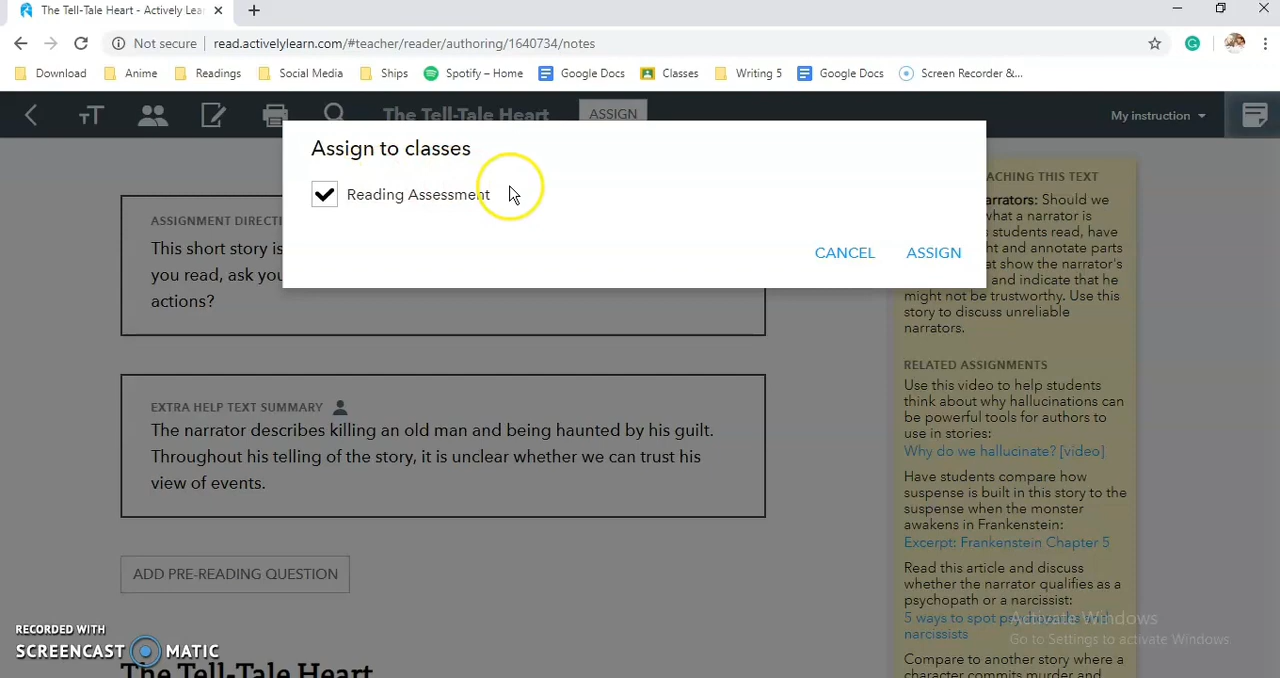 The Tell-Tale Heart - Actively Lea
Not secure
read.activelylearn.com/#teacher/reader/authoring/1640734/notes
Download
Anime
Readings
Social Media
Ships
Spotify – Home
Google Docs
Classes
Writing 5
Google Docs
Screen Recorder &...
The Tell-Tale Heart
ASSIGN
My instruction
Assign to classes
Reading Assessment
CANCEL
ASSIGN
ASSIGNMENT DIRECTI
This short story is
you read, ask you
actions?
EXTRA HELP TEXT SUMMARY
The narrator describes killing an old man and being haunted by his guilt.
Throughout his telling of the story, it is unclear whether we can trust his
view of events.
ADD PRE-READING QUESTION
The Tell-Tale Heart
ACHING THIS TEXT
arrators: Should we
what a narrator is
students read, have
ht and annotate parts
at show the narrator's
and indicate that he
might not be trustworthy. Use this
story to discuss unreliable
narrators.
RELATED ASSIGNMENTS
Use this video to help students
think about why hallucinations can
be powerful tools for authors to
use in stories:
Why do we hallucinate? [video]
Have students compare how
suspense is built in this story to the
suspense when the monster
awakens in Frankenstein:
Excerpt: Frankenstein Chapter 5
Read this article and discuss
whether the narrator qualifies as a
psychopath or a narcissist:
5 ways to spot
narcissists
Compare to another story where a
character commits murder and
Activate Windows
Go to Settings to activate Windows.
RECORDED WITH
SCREENCAST MATIC